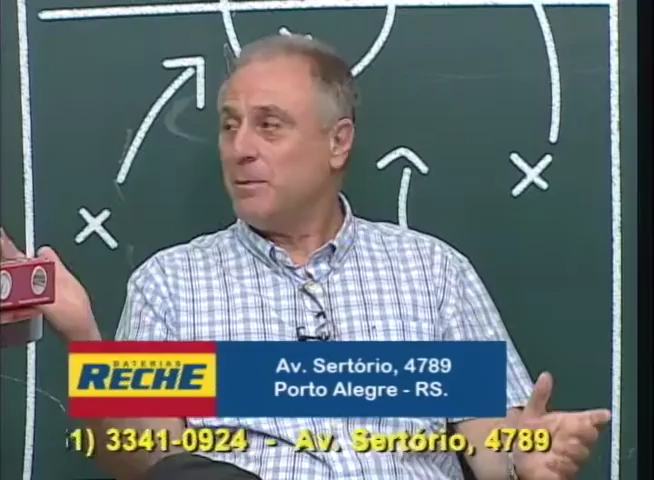 BATERIAS
RECHE
Av. Sertório, 4789
Porto Alegre - RS.
1) 3341-0924 - Av. Sertório, 4789